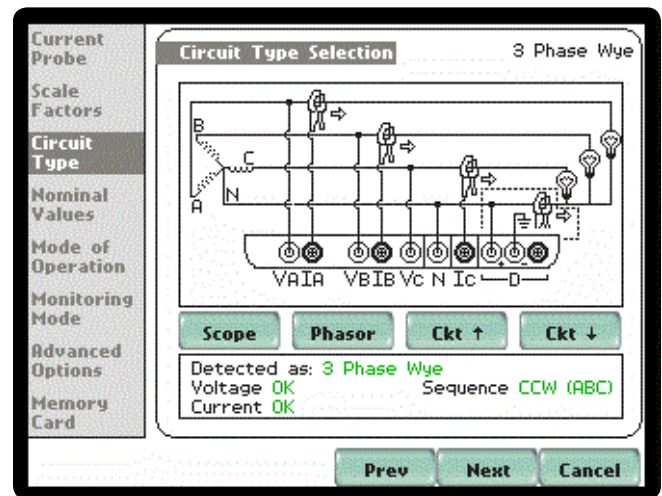 Current
Probe
Scale
Factors
Circuit
Type
Nominal
Values
Mode of
Operation
Monitoring
Mode
Advanced
Options
Memory
Card
Circuit Type Selection
3 Phase Wye
B
C
N
A
VA IA VB IB Vc N Ic D
+ -
Scope Phasor Ckt ↑ Ckt ↓
Detected as: 3 Phase Wye
Voltage OK Sequence CCW (ABC)
Current OK
Prev Next Cancel